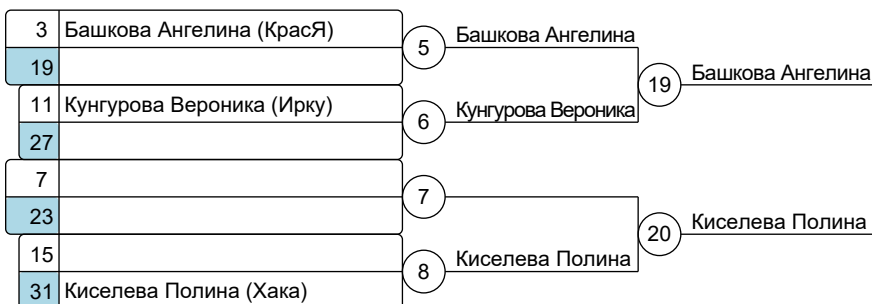 3 Башкова Ангелина (КрасЯ)
19
5 Башкова Ангелина
11 Кунгурова Вероника (Ирку)
27
6 Кунгурова Вероника
19 Башкова Ангелина
7
23
7
15
31 Киселева Полина (Хака)
8 Киселева Полина
20 Киселева Полина